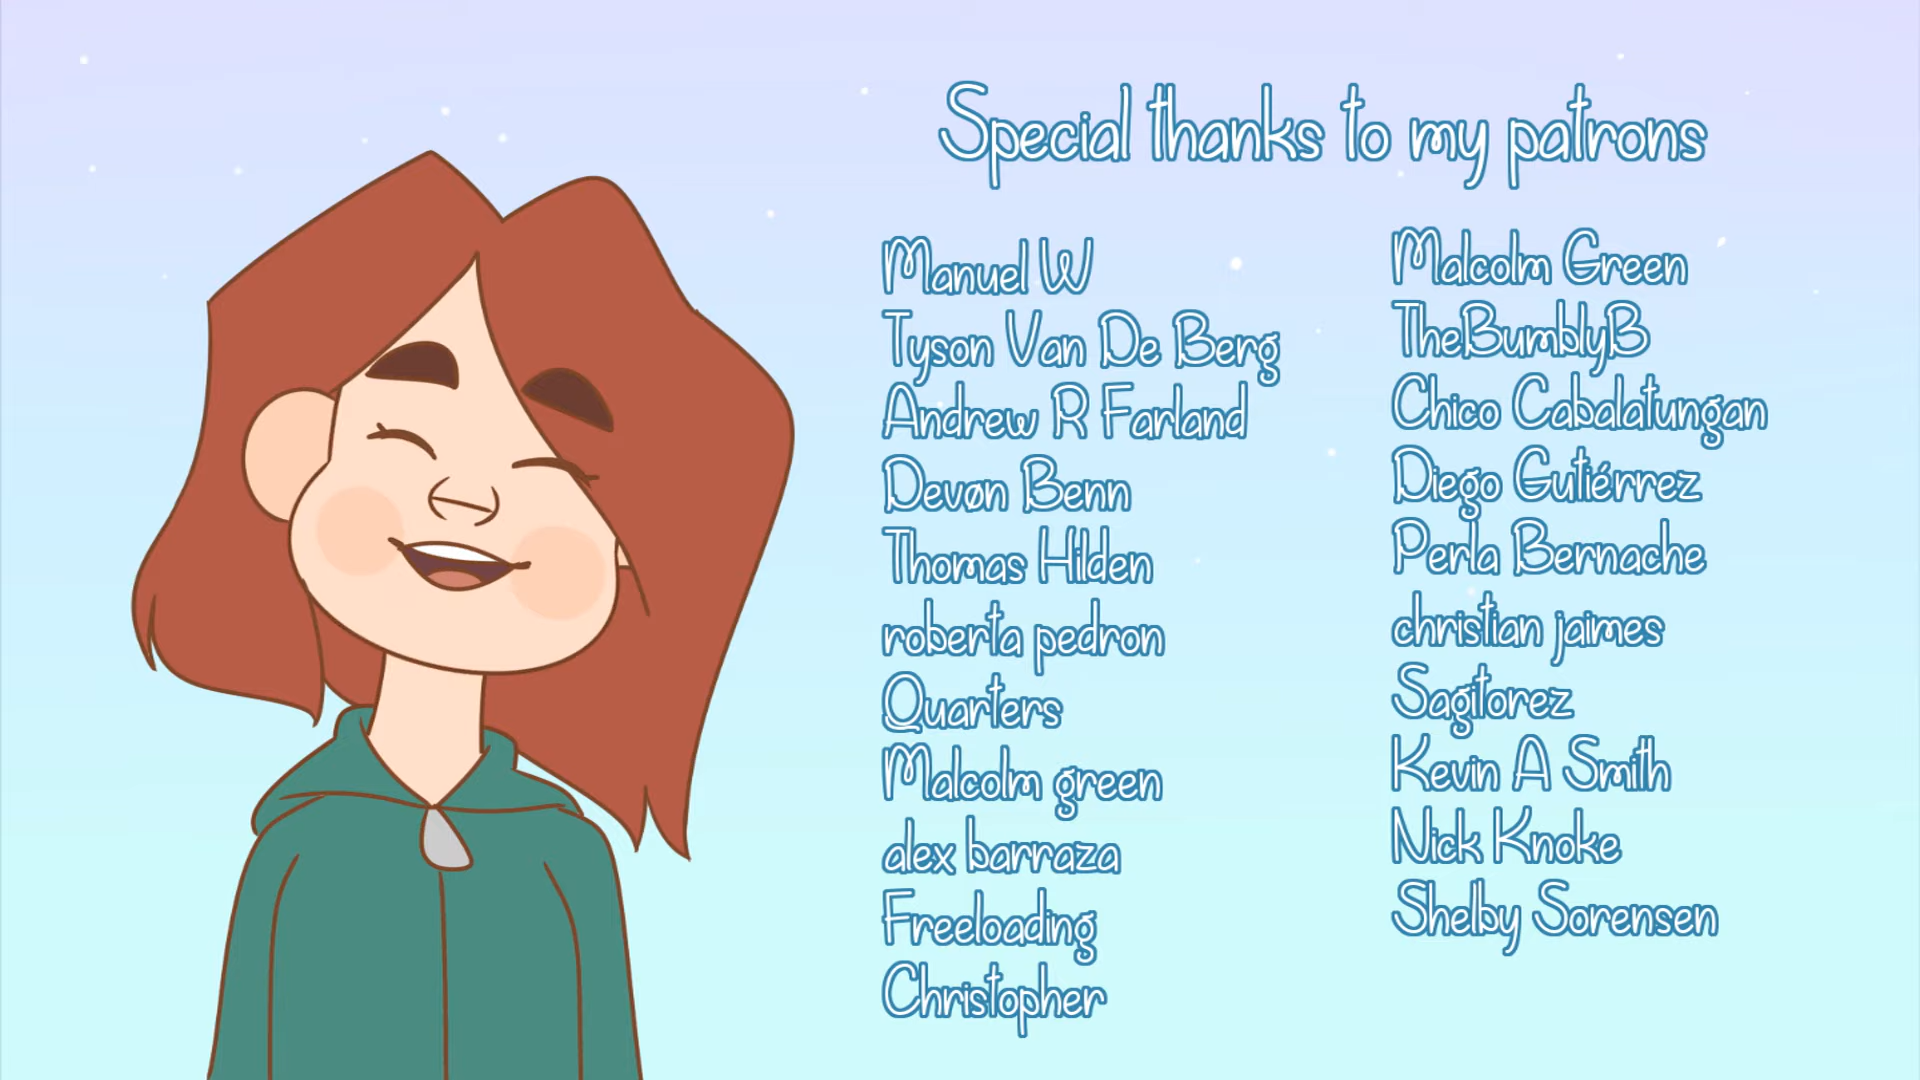 Special thanks to my patrons
Manuel W
Tyson Van De Berg
Andrew R Farland
Devøn Benn
Thomas Hilden
roberta pedron
Quarters
Malcolm green
alex barraza
Freeloading
Christopher
Malcolm Green
TheBumblyB
Chico Cabalatungan
Diego Gutiérrez
Perla Bernache
christian jaimes
Sagitorez
Kevin A Smith
Nick Knoke
Shelby Sorensen